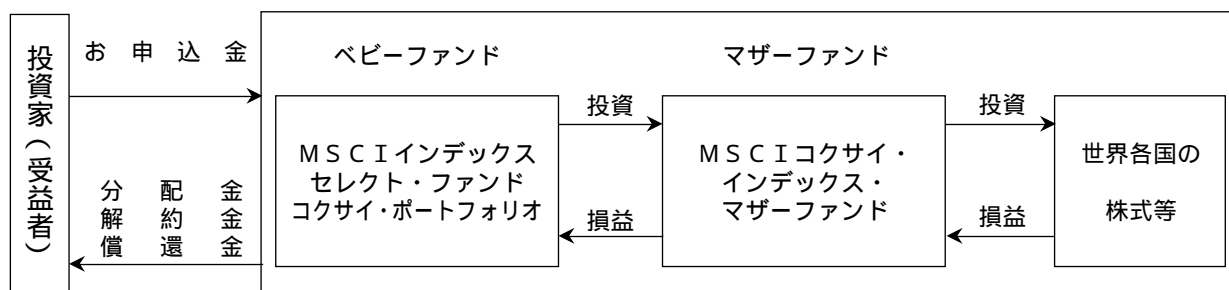 投資家(受益者)
お申込金
分配金
解約金
償還金
ベビーファンド
MSCIインデックス
セレクト・ファンド
コクサイ・ポートフォリオ
投資
損益
マザーファンド
MSCIコクサイ・
インデックス・
マザーファンド
投資
損益
世界各国の
株式等